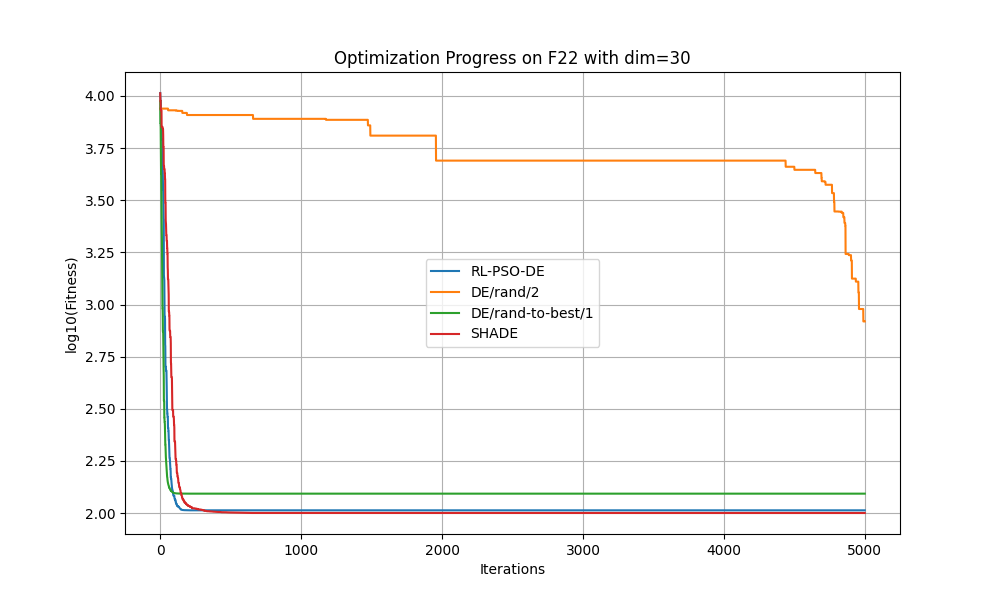 Optimization Progress on F22 with dim=30
4.00
3.75
3.50
3.25
3.00
2.75
2.50
2.25
2.00
log10(Fitness)
RL-PSO-DE
DE/rand/2
DE/rand-to-best/1
SHADE
0 1000 2000 3000 4000 5000
Iterations